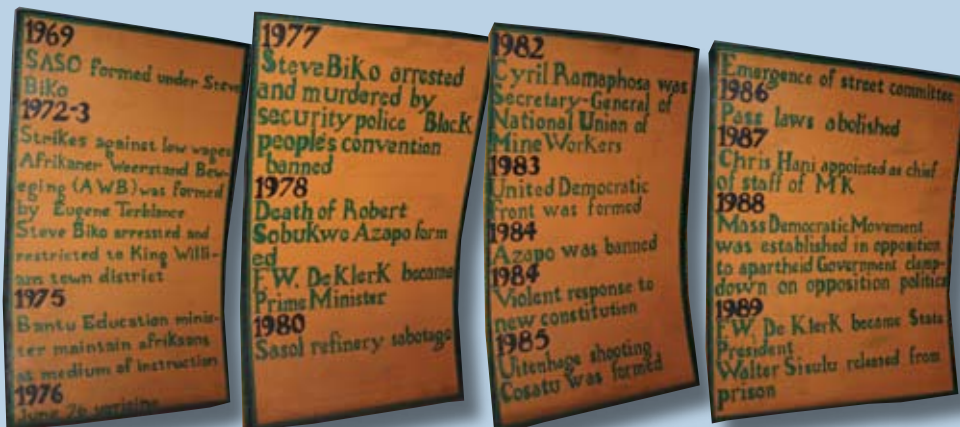 1969
SASO formed under Steve
Biko
1972-3
Strikes against low wages
Afrikaner Weerstand Bew-
eging (AWB) was formed
by Eugene Terblance
Steve Biko arrested and
restricted to King Willi-
am town district
1975
Bantu Education minis-
ter maintain afrikaans
as medium of instruction
1976
June 26 uprising
1977
Steve BiKo arrested
and murdered by
security police Black
people's convention
banned
1978
Death of Robert
Sobukwo Azapo form
ed
F.W. De KlerK became
Prime Minister
1980
Sasol refinery sabotage
1982
Cyril Ramaphosa was
Secretary-General of
National Union of
Mine Workers
1983
United Democratic
Front was formed
1984
Azapo was banned
1984
Violent response to
new constitution
1985
Uitenhage shooting
Cosatu was formed
Emergence of street committee
1986
Pass laws abolished
1987
Chris Hani appointed as chief
of staff of MK
1988
Mass Democratic Movement
was established in opposition
to apartheid Government clamp-
down on opposition political
1989
F.W. De KlerK became State
President
Walter Sisulu released from
prison